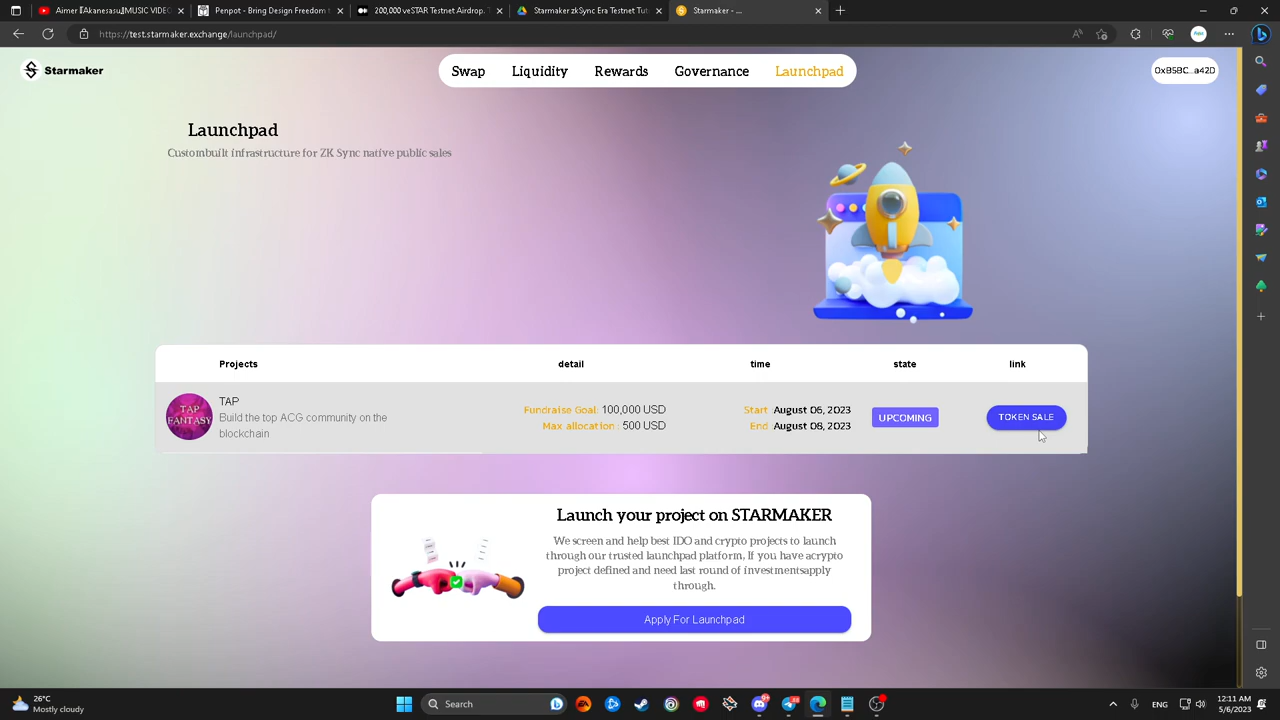 Aimer『Akanesasu』MUSIC VIDEO
Penpot - Bring Design Freedom t
200,000 veSTAR Testnet Airdrop. T
Starmaker zkSync Era Testnet Tut
Starmaker - ...
https://test.starmaker.exchange/launchpad/
Starmaker
Swap
Liquidity
Rewards
Governance
Launchpad
0xB5BC...a42D
Launchpad
Custombuilt infrastructure for ZK Sync native public sales
Projects
detail
time
state
link
TAP FANTASY
TAP
Build the top ACG community on the
blockchain
Fundraise Goal: 100,000 USD
Max allocation : 500 USD
Start August 06, 2023
End August 08, 2023
UPCOMING
TOKEN SALE
Launch your project on STARMAKER
We screen and help best IDO and crypto projects to launch
through our trusted launchpad platform, If you have acrypto
project defined and need last round of investmentsapply
through.
Apply For Launchpad
26°C
Mostly cloudy
Search
ENG
12:11 AM
5/6/2023